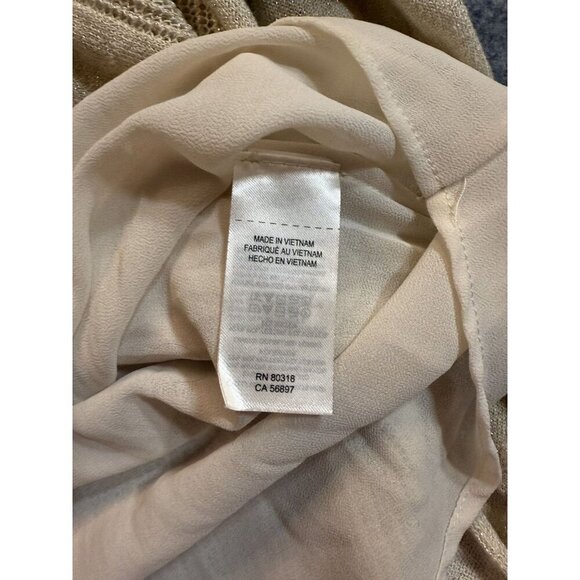 MADE IN VIETNAM
FABRIQUÉ AU VIETNAM
HECHO EN VIETNAM
RN 80318
CA 56897